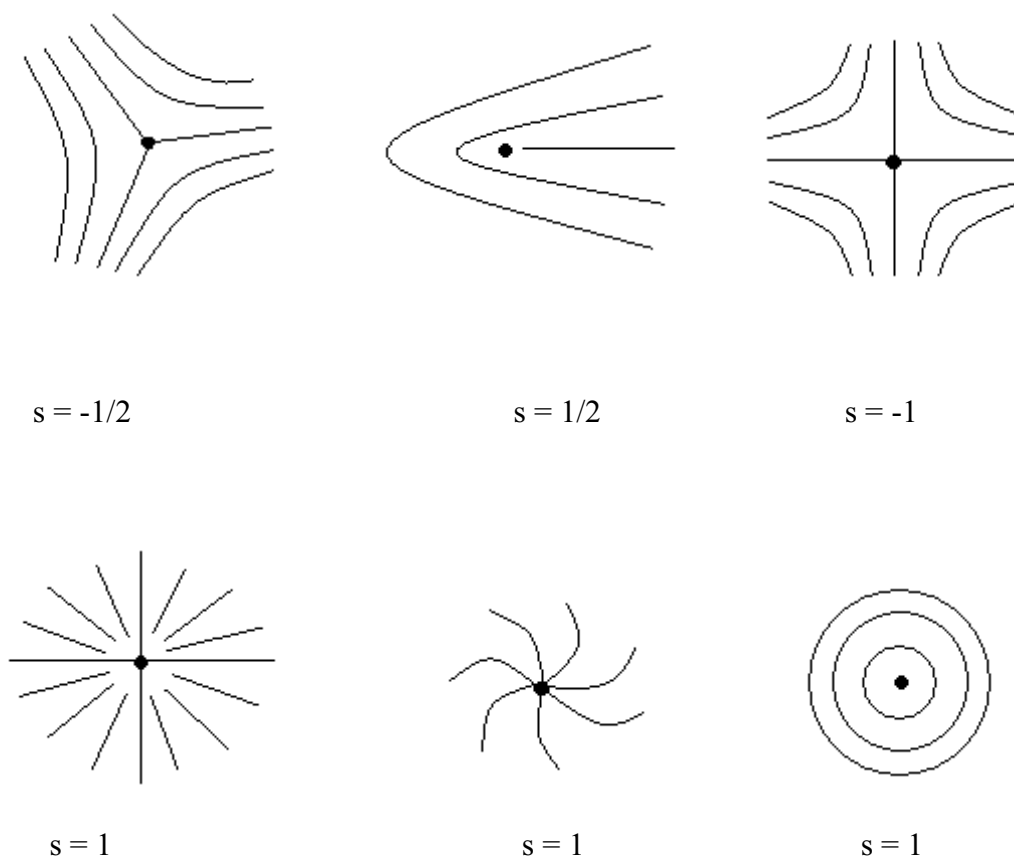 s = -1/2
s = 1/2
s = -1
s = 1
s = 1
s = 1